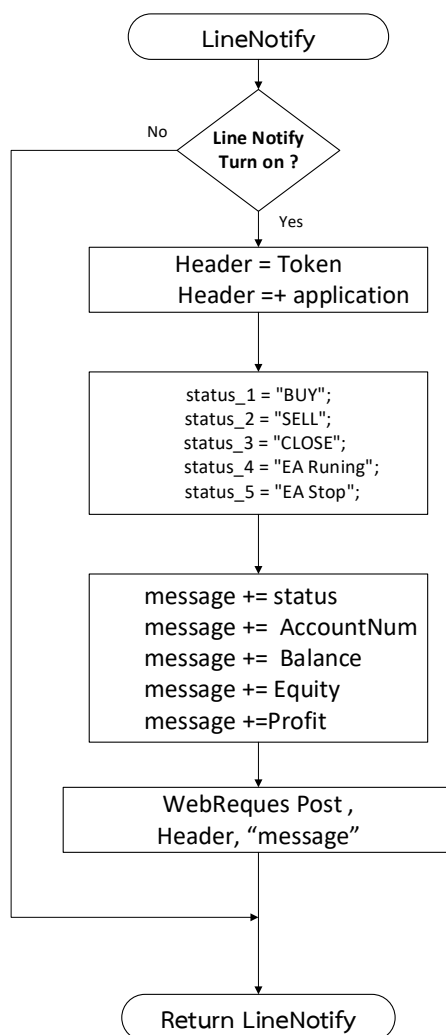 LineNotify
No
Line Notify
Turn on ?
Yes
Header = Token
Header =+ application
status_1 = "BUY";
status_2 = "SELL";
status_3 = "CLOSE";
status_4 = "EA Runing";
status_5 = "EA Stop";
message += status
message +=  AccountNum
message +=  Balance
message += Equity
message +=Profit
WebReques Post ,
Header, “message”
Return LineNotify